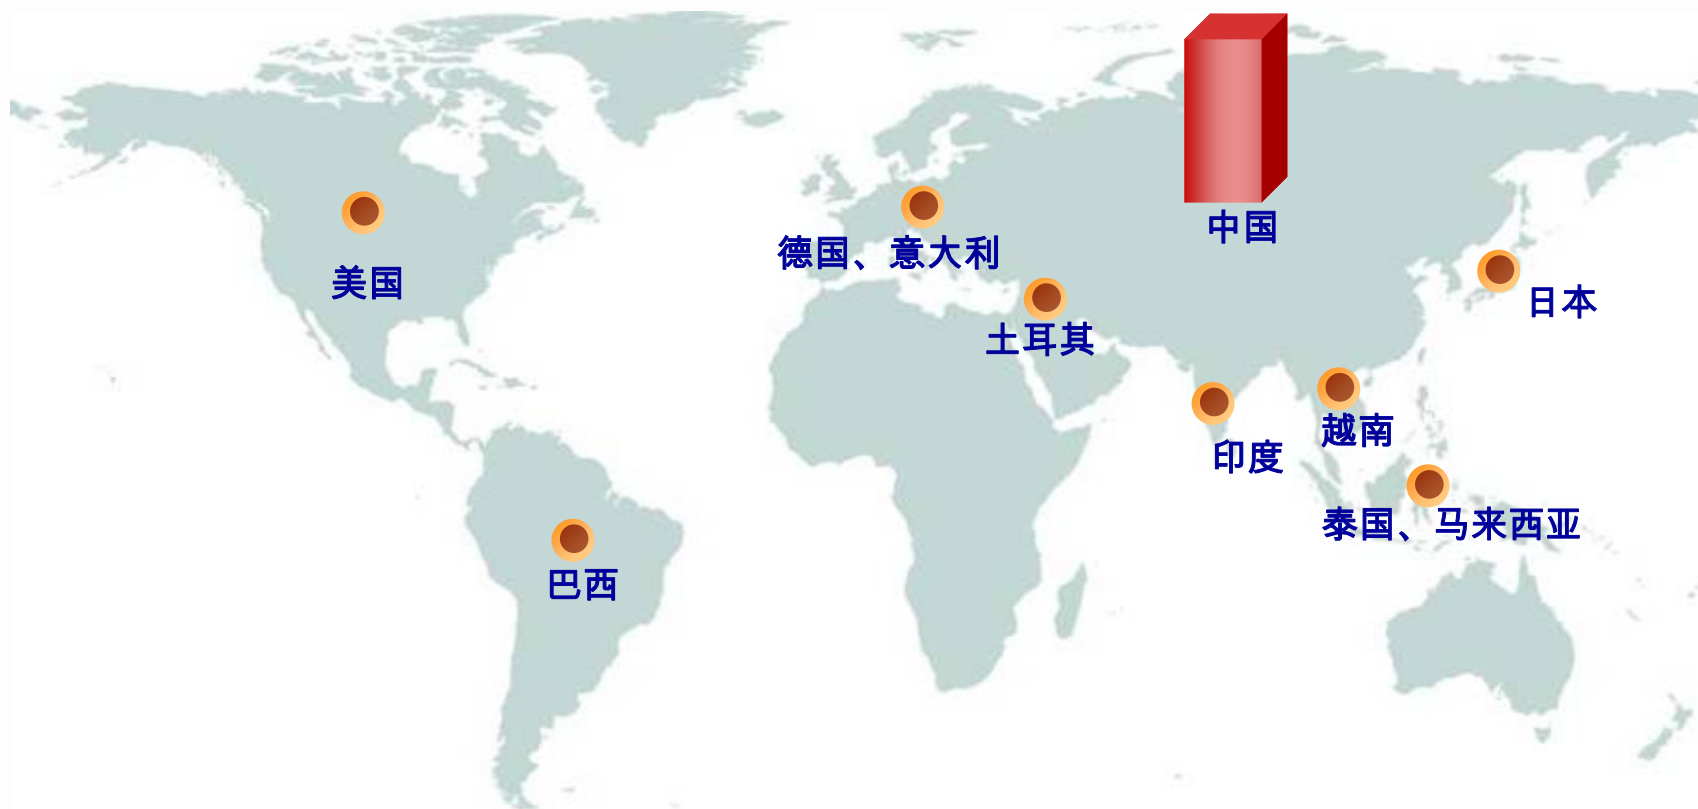 中国
德国、意大利
美国
日本
土耳其
越南
印度
泰国、马来西亚
巴西